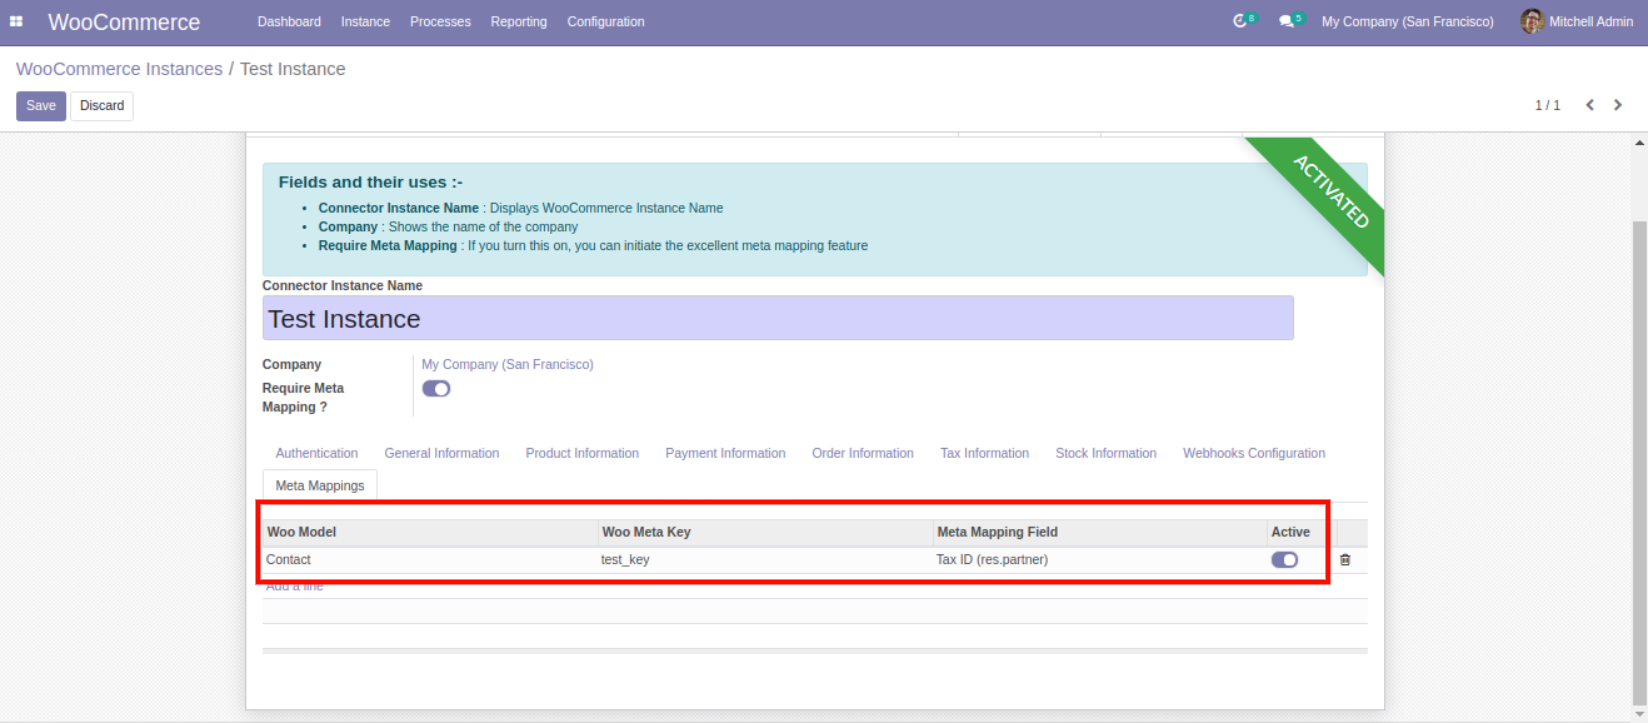 WooCommerce Dashboard Instance Processes Reporting Configuration 8 5 My Company (San Francisco) Mitchell Admin
WooCommerce Instances / Test Instance
Save Discard 1 / 1
ACTIVATED
Fields and their uses :-
• Connector Instance Name : Displays WooCommerce Instance Name
• Company : Shows the name of the company
• Require Meta Mapping : If you turn this on, you can initiate the excellent meta mapping feature
Connector Instance Name
Test Instance
Company My Company (San Francisco)
Require Meta
Mapping ?
Authentication General Information Product Information Payment Information Order Information Tax Information Stock Information Webhooks Configuration
Meta Mappings
Woo Model Woo Meta Key Meta Mapping Field Active
Contact test_key Tax ID (res.partner)
Add a line